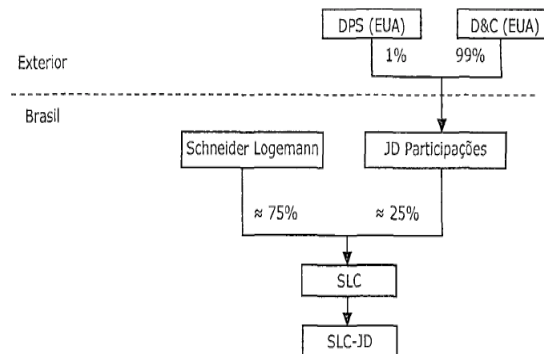 DPS (EUA) D&C (EUA)
1% 99%
Exterior
Brasil
Schneider Logemann JD Participações
≈ 75% ≈ 25%
SLC
SLC-JD